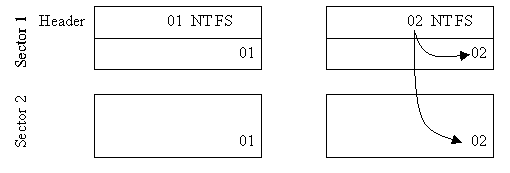 Sector 1
Header
01 NTFS
02 NTFS
01
02
Sector 2
01
02